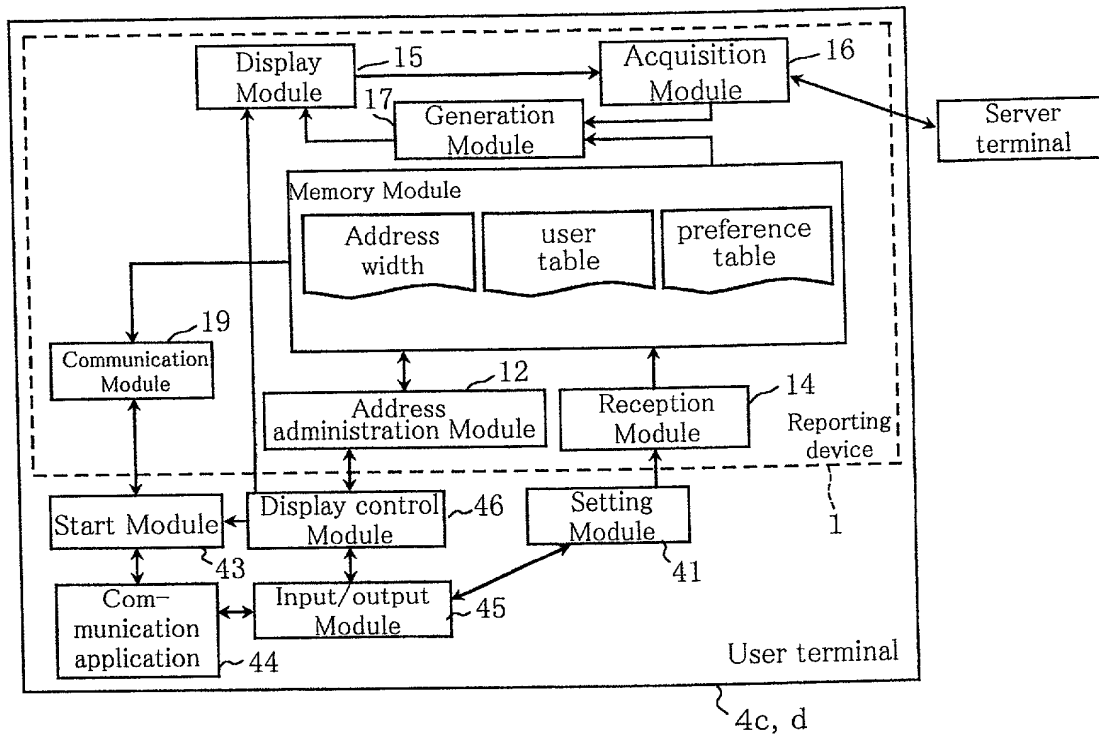 Display
Module
15
Acquisition
Module
16
17
Generation
Module
Server
terminal
Memory Module
Address
width
user
table
preference
table
19
Communication
Module
12
Address
administration Module
14
Reception
Module
Reporting
device
1
Start Module
43
Display control
Module
46
Setting
Module
41
Com-
munication
application
44
Input/output
Module
45
User terminal
4c, d